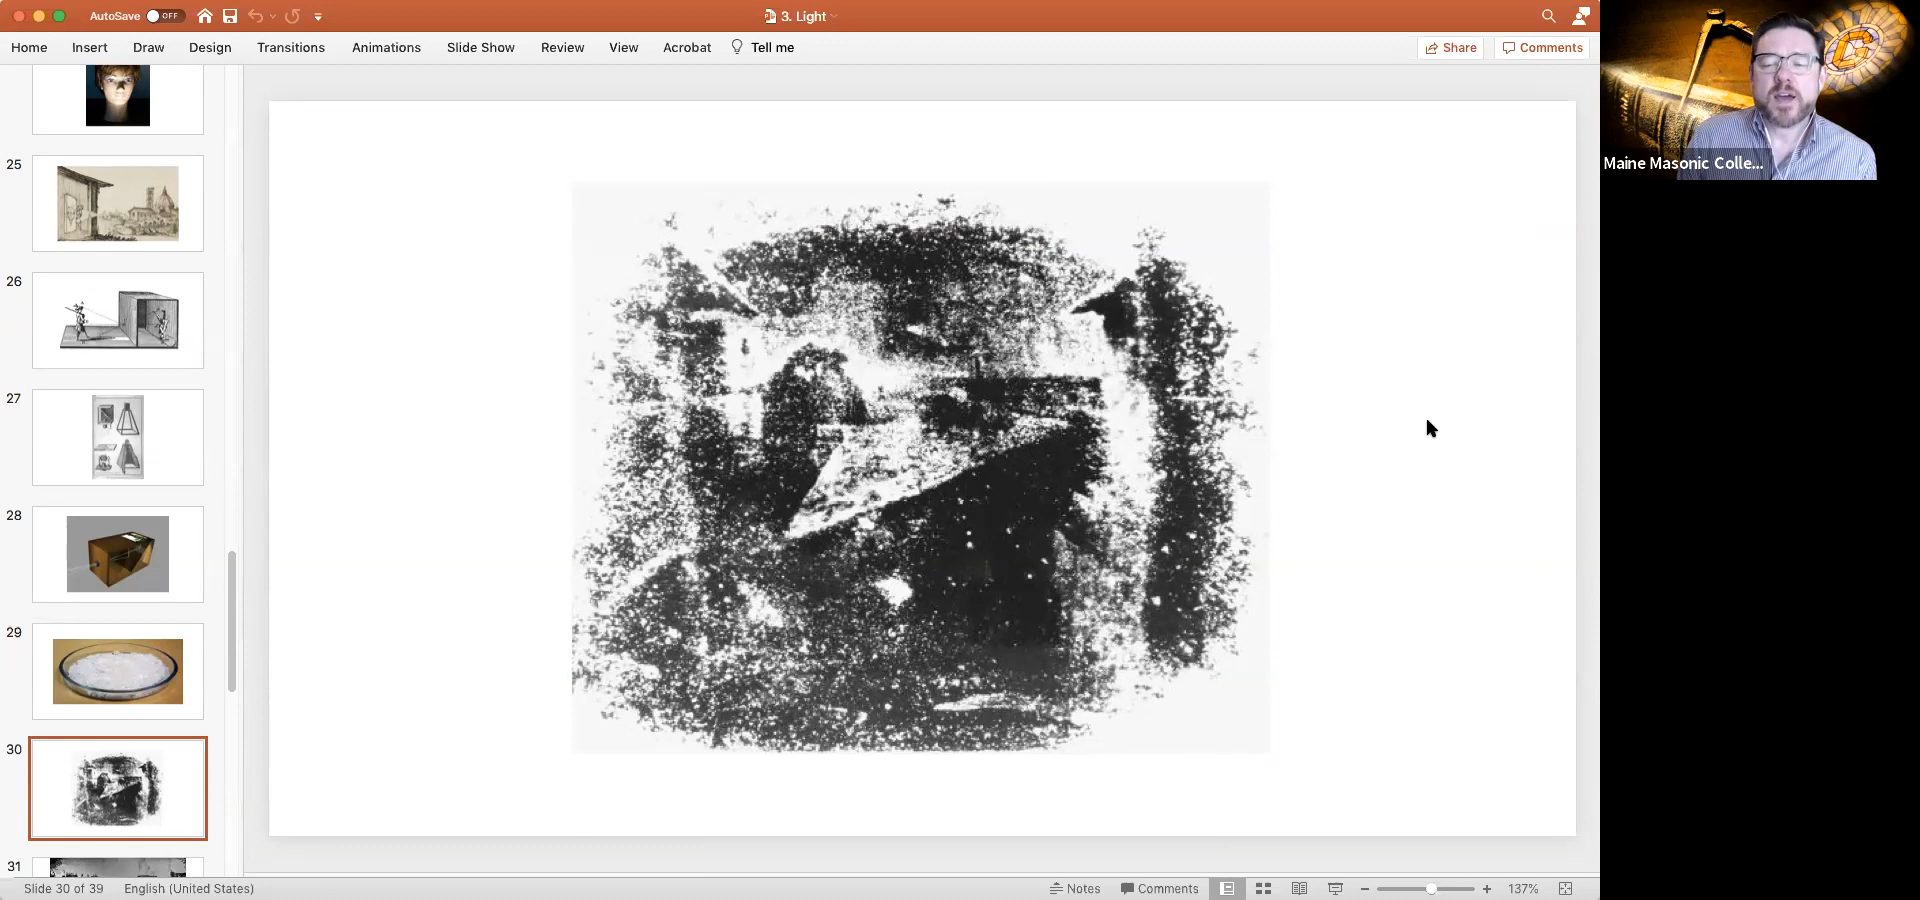 AutoSave OFF
3. Light
Home Insert Draw Design Transitions Animations Slide Show Review View Acrobat Tell me
Share Comments
25
26
27
28
29
30
31
Slide 30 of 39 English (United States)
Notes Comments 137%
Maine Masonic Colle...